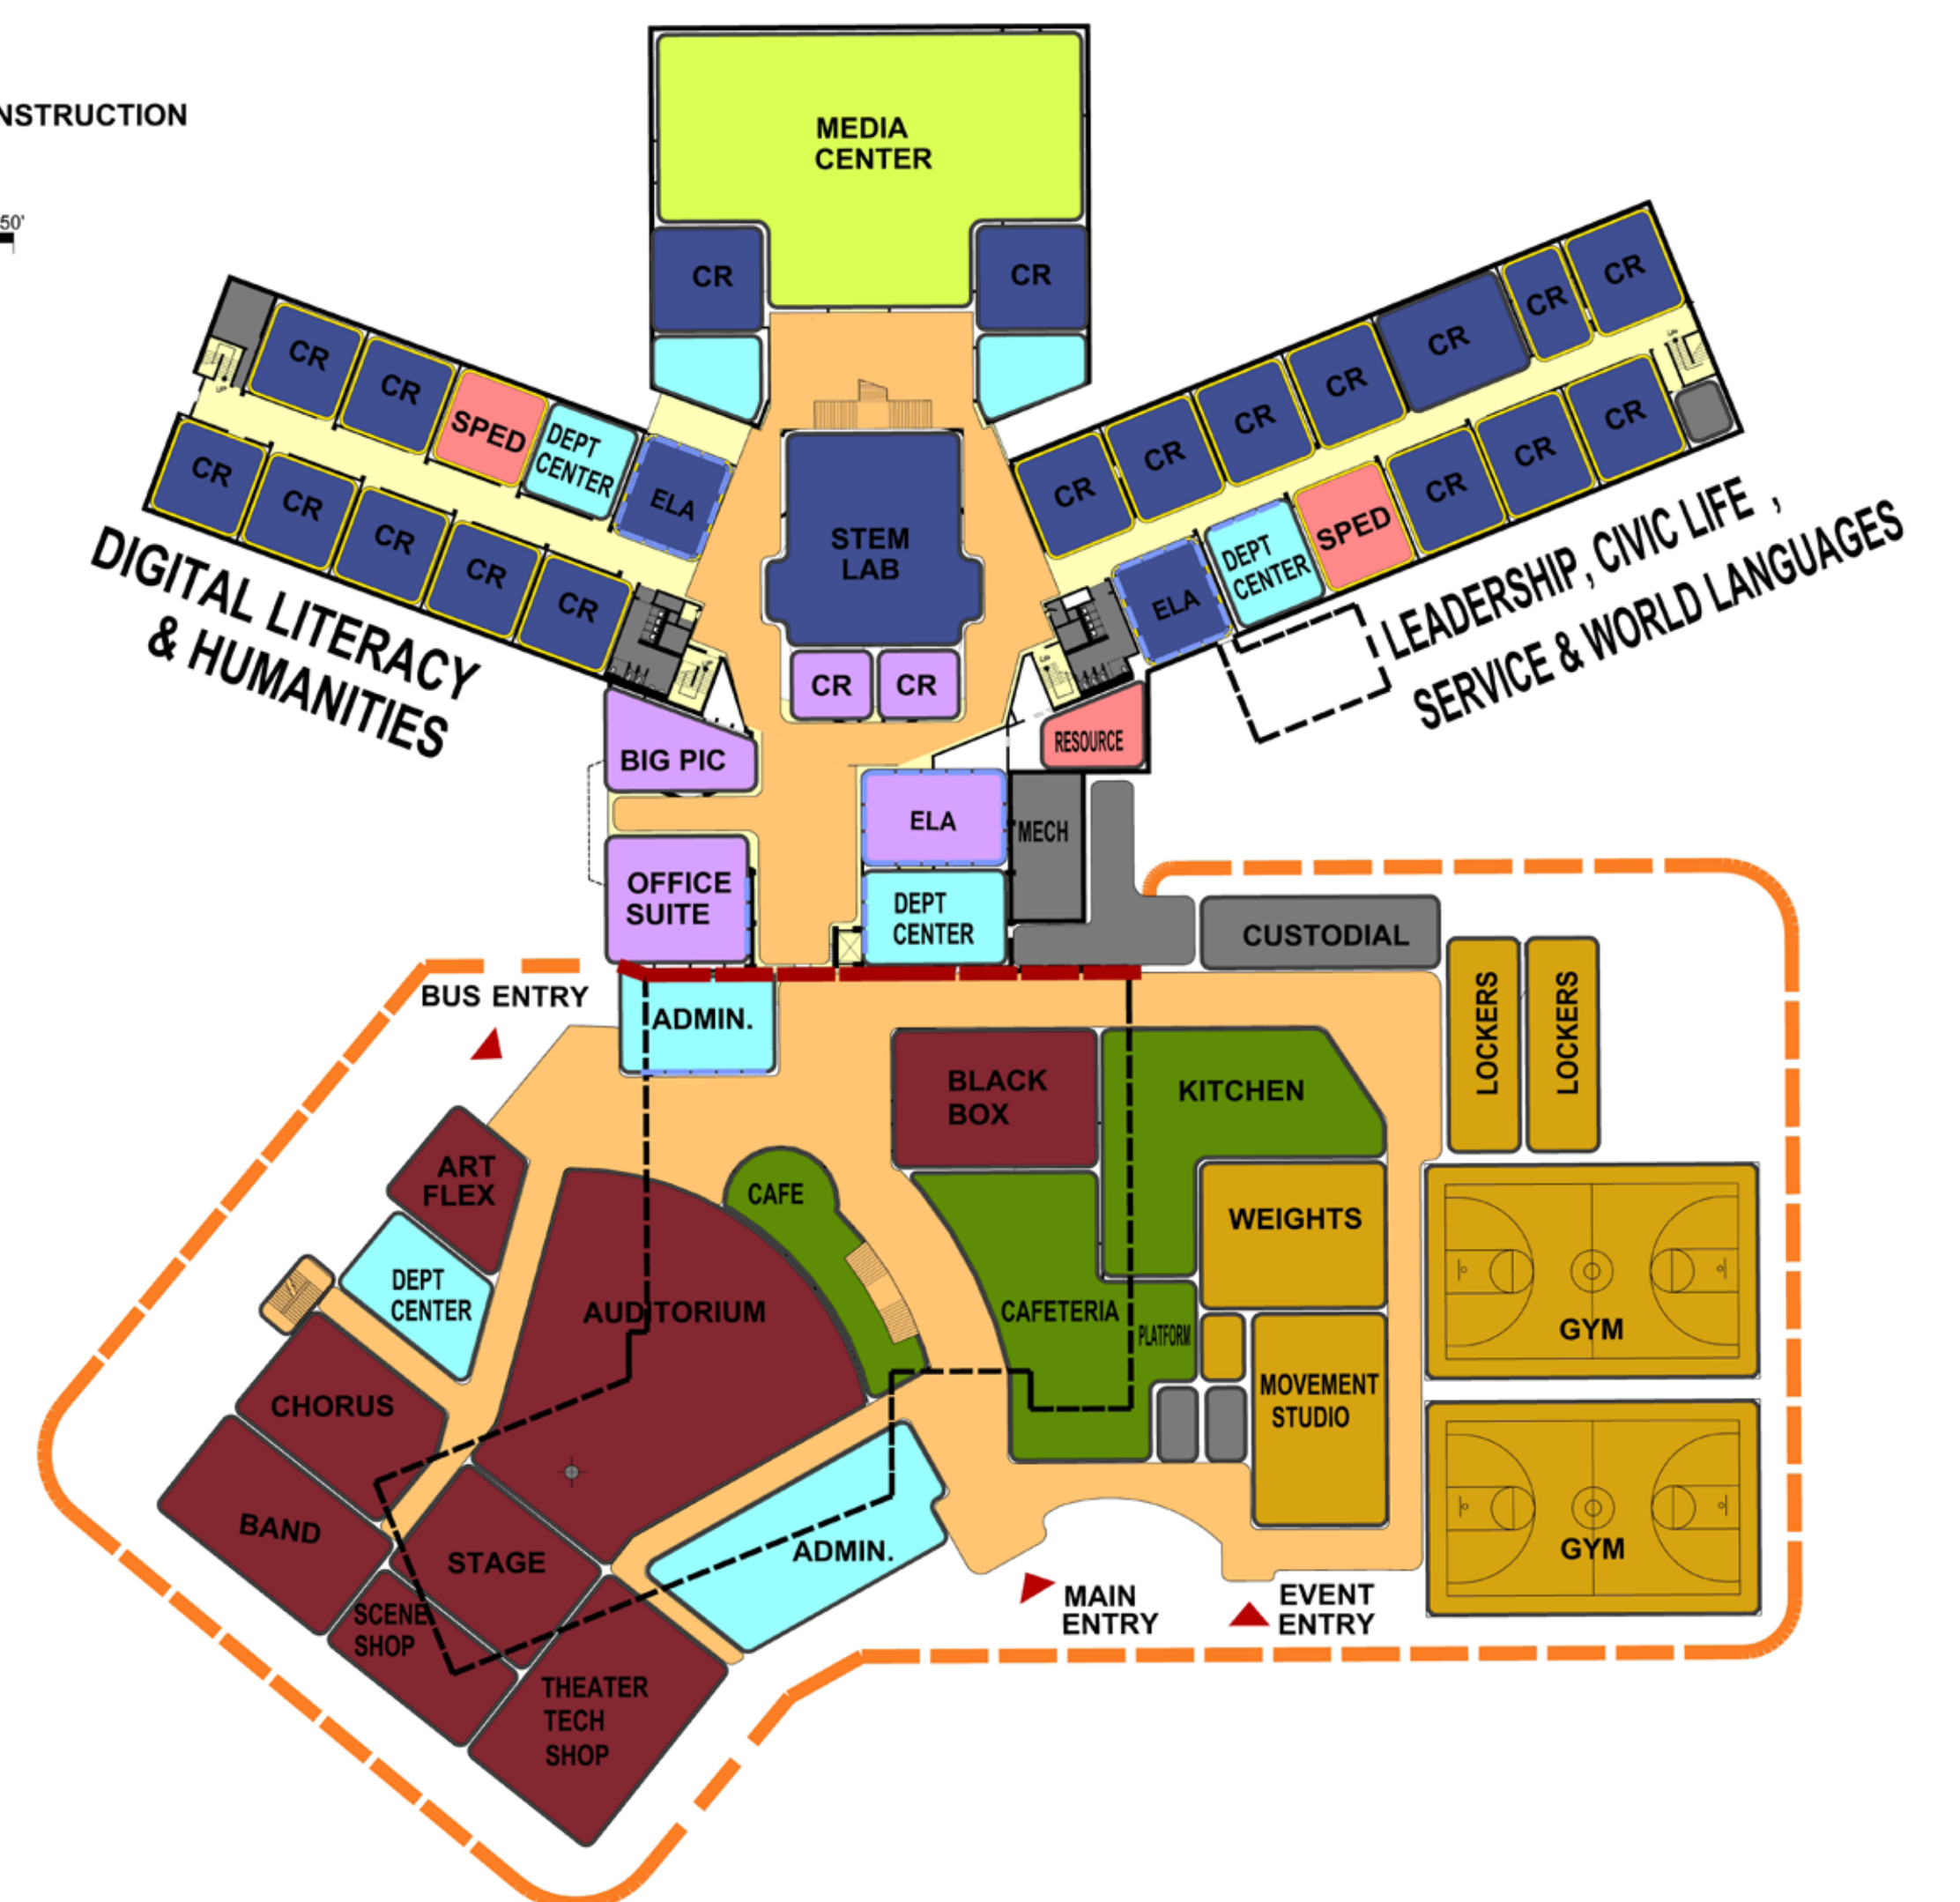 NSTRUCTION
50'
MEDIA
CENTER
CR
CR
CR
CR
SPED
DEPT
CENTER
ELA
CR
CR
CR
CR
CR
DIGITAL LITERACY
& HUMANITIES
STEM
LAB
CR
CR
CR
CR
CR
CR
CR
CR
CR
ELA
DEPT
CENTER
SPED
CR
CR
CR
LEADERSHIP, CIVIC LIFE ,
SERVICE & WORLD LANGUAGES
BIG PIC
RESOURCE
ELA
MECH
OFFICE
SUITE
DEPT
CENTER
CUSTODIAL
BUS ENTRY
ADMIN.
LOCKERS
LOCKERS
BLACK
BOX
KITCHEN
ART
FLEX
CAFE
WEIGHTS
DEPT
CENTER
AUDITORIUM
CAFETERIA
PLATFORM
GYM
CHORUS
MOVEMENT
STUDIO
BAND
STAGE
ADMIN.
GYM
SCENE
SHOP
MAIN
ENTRY
EVENT
ENTRY
THEATER
TECH
SHOP